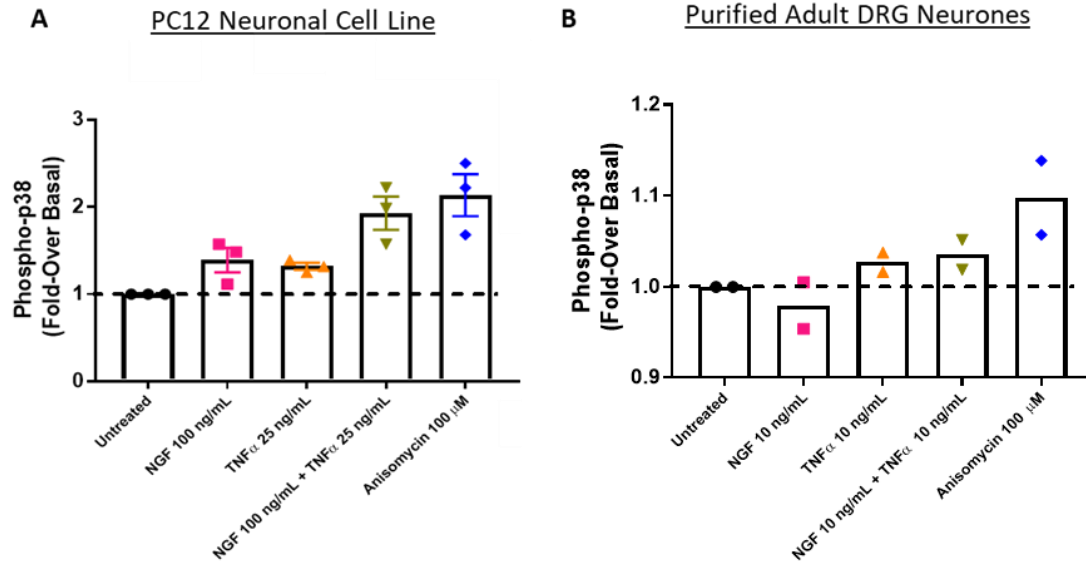 A
PC12 Neuronal Cell Line
Phospho-p38
(Fold-Over Basal)
3
2
1
0
Untreated
NGF 100 ng/mL
TNFα 25 ng/mL
NGF 100 ng/mL + TNFα 25 ng/mL
Anisomycin 100 μM
B
Purified Adult DRG Neurones
Phospho-p38
(Fold-Over Basal)
1.2
1.1
1.0
0.9
Untreated
NGF 10 ng/mL
TNFα 10 ng/mL
NGF 10 ng/mL + TNFα 10 ng/mL
Anisomycin 100 μM